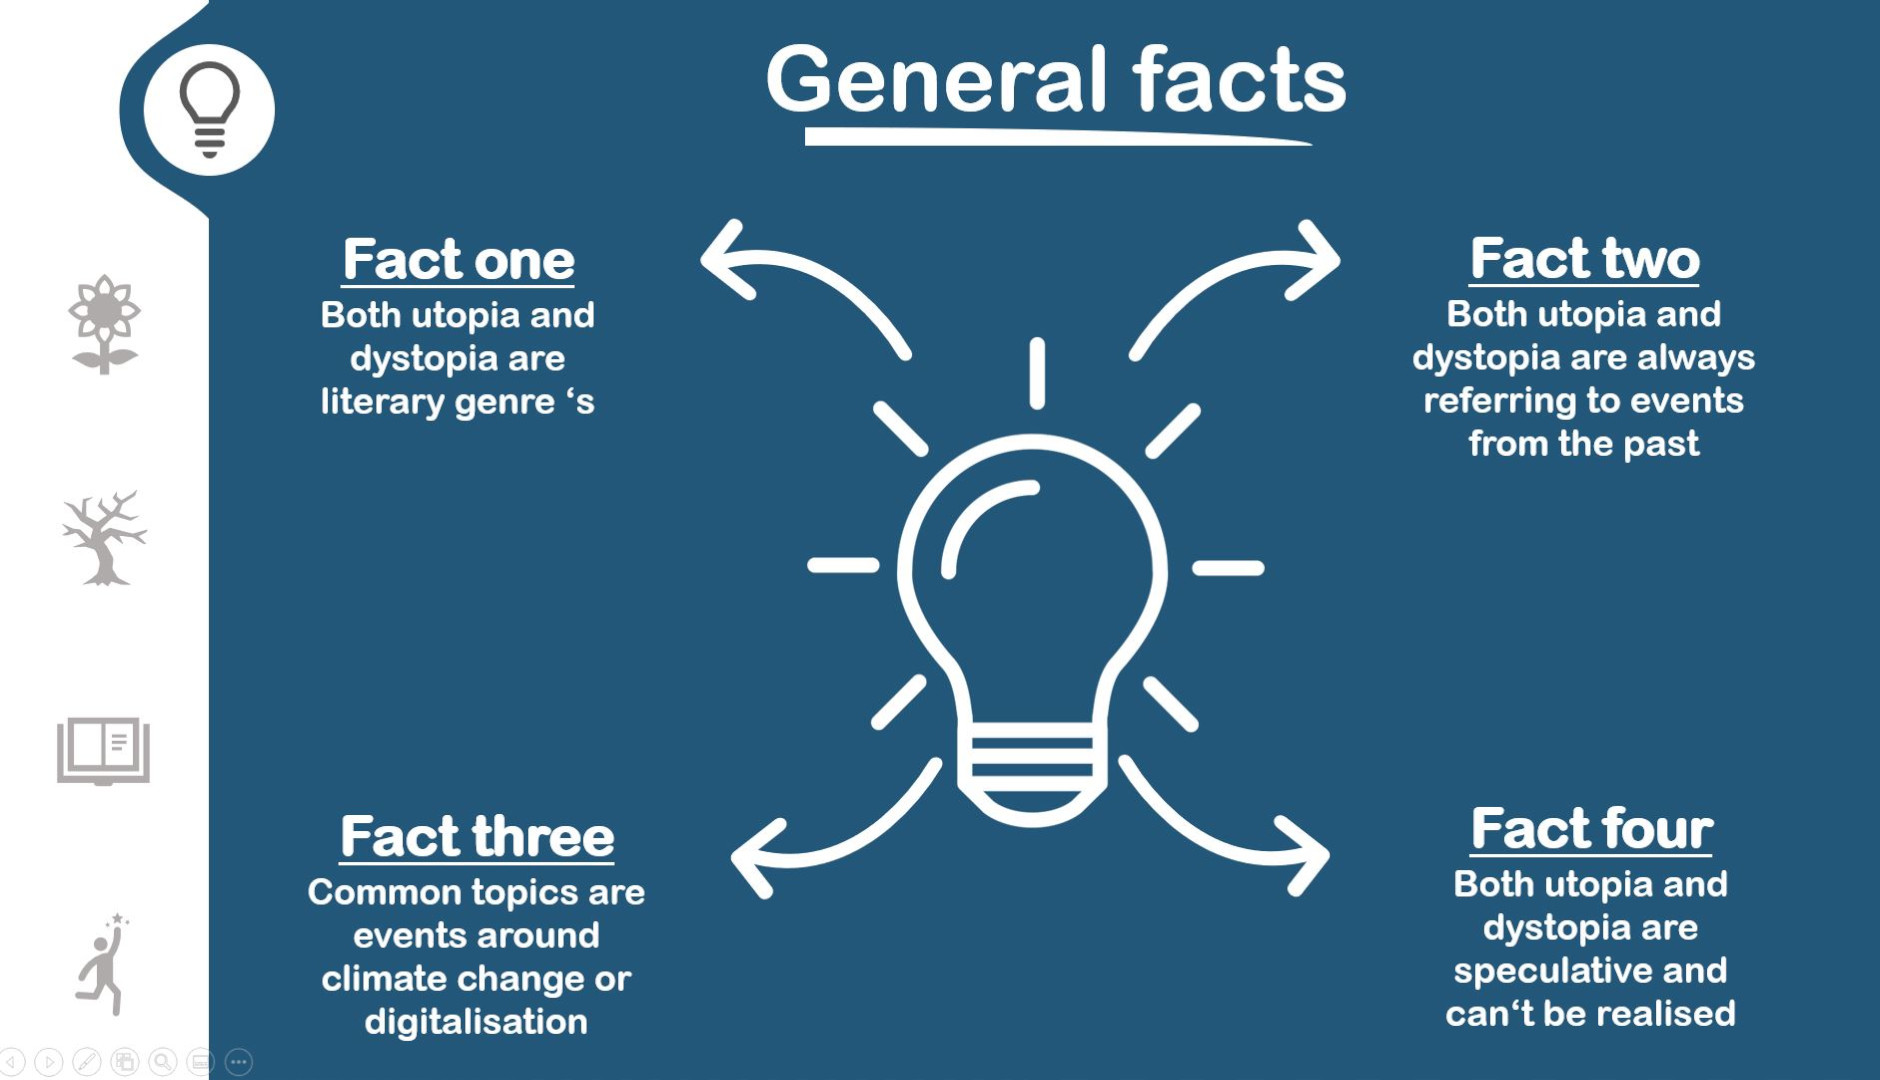 General facts
Fact one
Both utopia and
dystopia are
literary genre ‘s
Fact two
Both utopia and
dystopia are always
referring to events
from the past
Fact three
Common topics are
events around
climate change or
digitalisation
Fact four
Both utopia and
dystopia are
speculative and
can‘t be realised